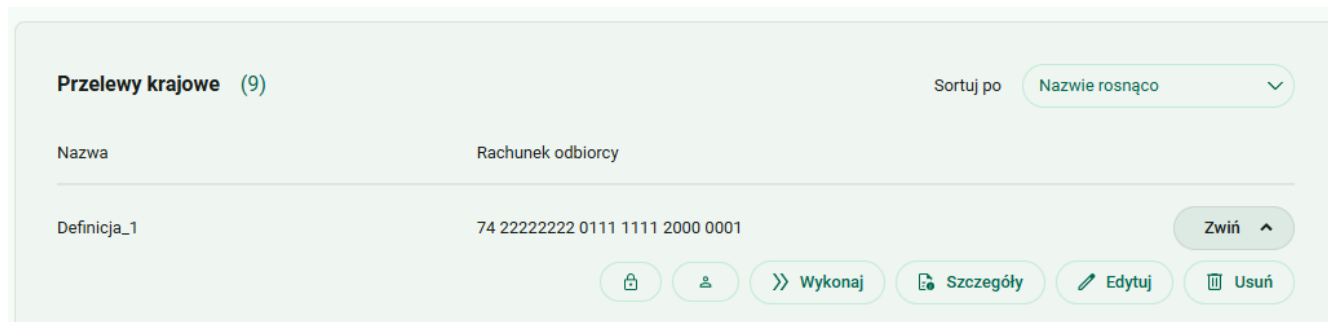 Przelewy krajowe (9) Sortuj po Nazwie rosnąco
Nazwa Rachunek odbiorcy
Definicja_1 74 22222222 0111 1111 2000 0001 Zwiń
Wykonaj Szczegóły Edytuj Usuń